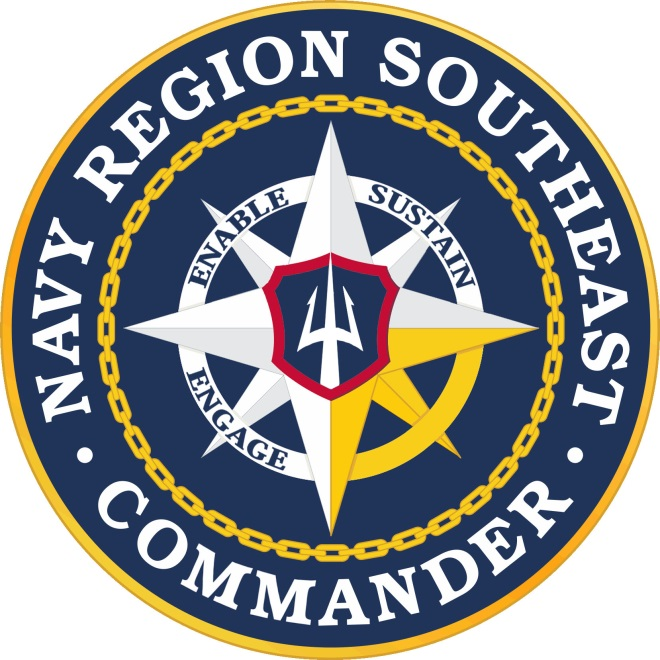 NAVY REGION SOUTHEAST
• COMMANDER •
ENABLE
SUSTAIN
ENGAGE